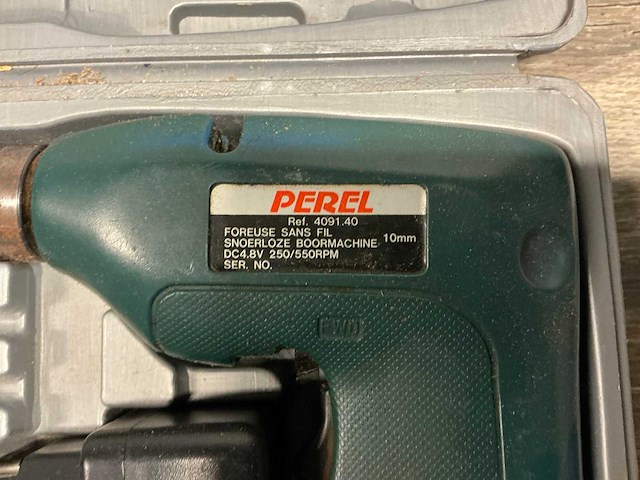 PEREL
Ref. 4091.40
FOREUSE SANS FIL
SNOERLOZE BOORMACHINE 10mm
DC4.8V 250/550RPM
SER. NO.
FWD